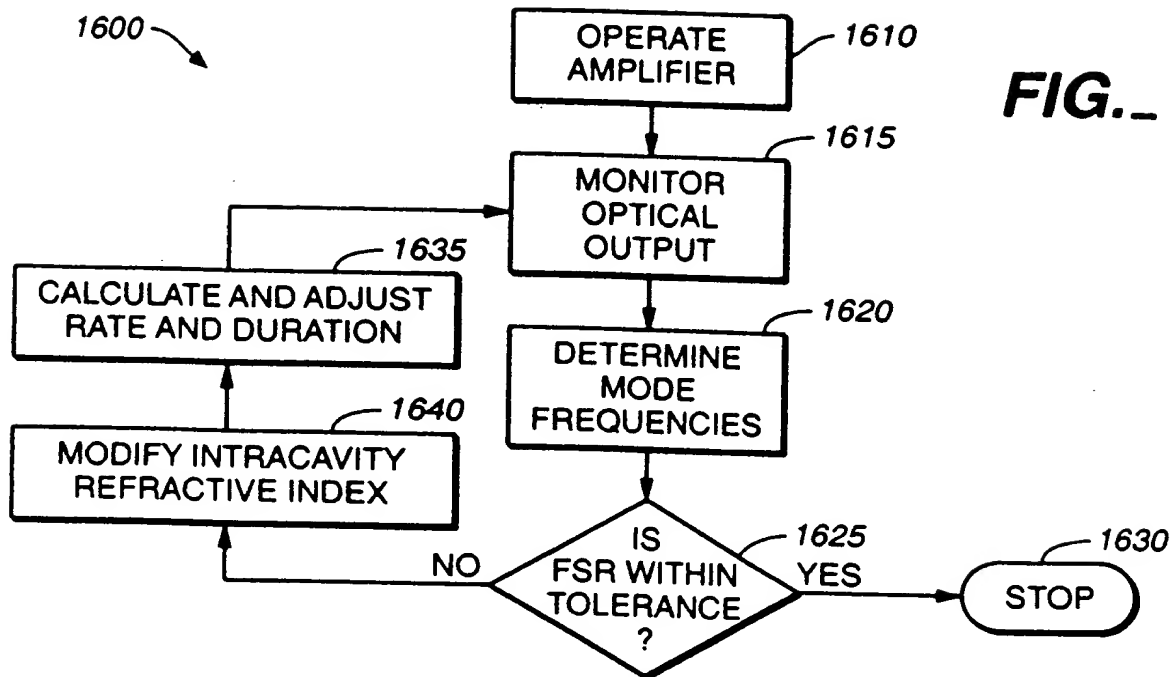 1600
OPERATE
AMPLIFIER
1610
FIG._
1615
MONITOR
OPTICAL
OUTPUT
1635
CALCULATE AND ADJUST
RATE AND DURATION
1620
DETERMINE
MODE
FREQUENCIES
1640
MODIFY INTRACAVITY
REFRACTIVE INDEX
IS
FSR WITHIN
TOLERANCE
?
1625
NO
YES
1630
STOP